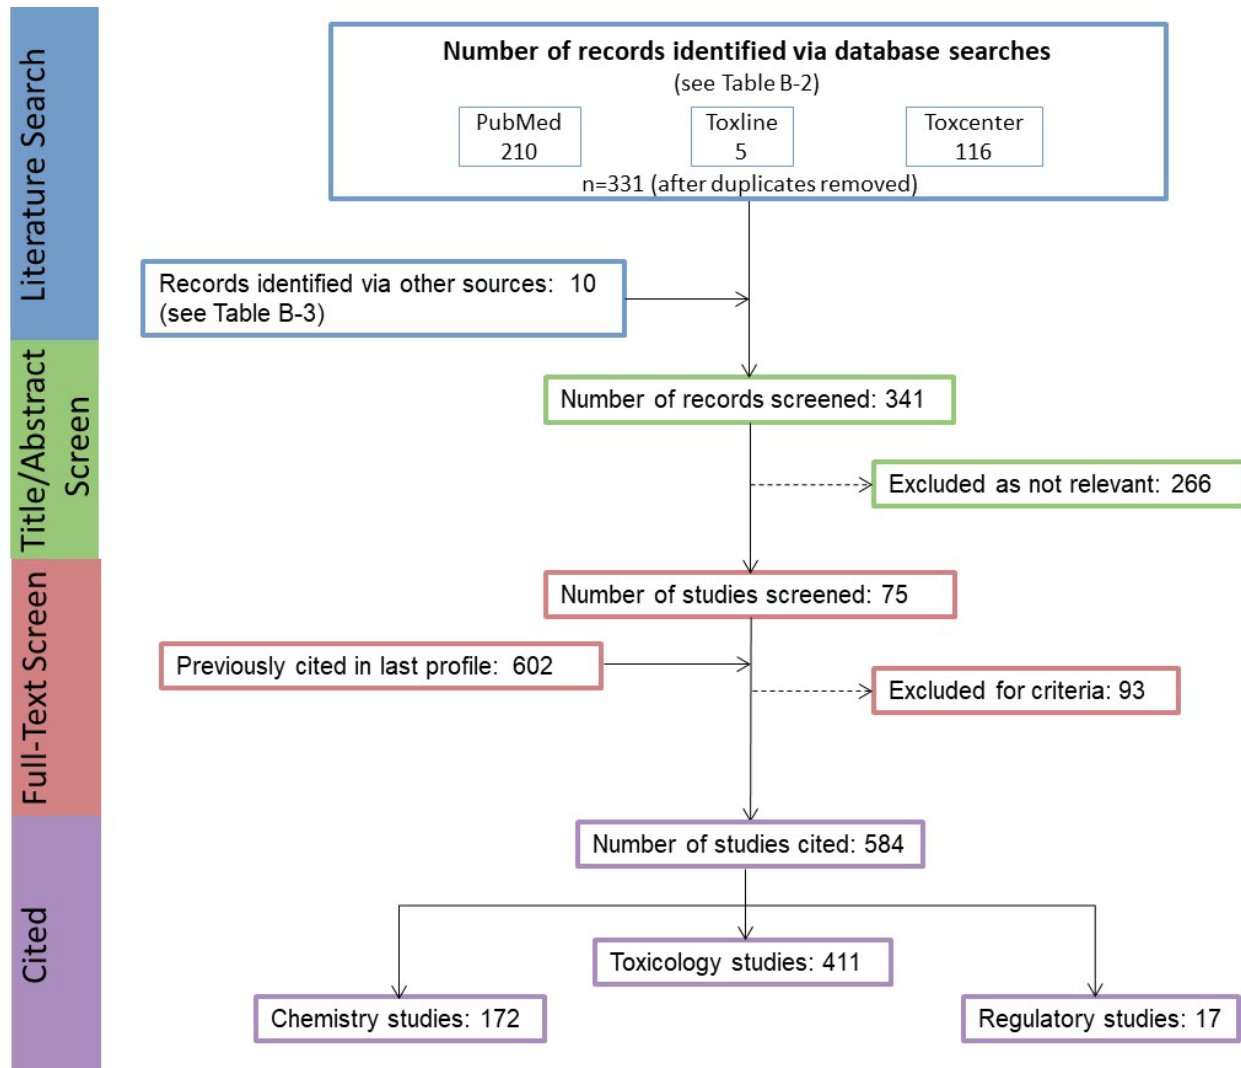 Literature Search
Number of records identified via database searches
(see Table B-2)
PubMed
210
Toxline
5
Toxcenter
116
n=331 (after duplicates removed)
Records identified via other sources: 10
(see Table B-3)
Title/Abstract
Screen
Number of records screened: 341
Excluded as not relevant: 266
Full-Text Screen
Number of studies screened: 75
Previously cited in last profile: 602
Excluded for criteria: 93
Cited
Number of studies cited: 584
Toxicology studies: 411
Chemistry studies: 172
Regulatory studies: 17